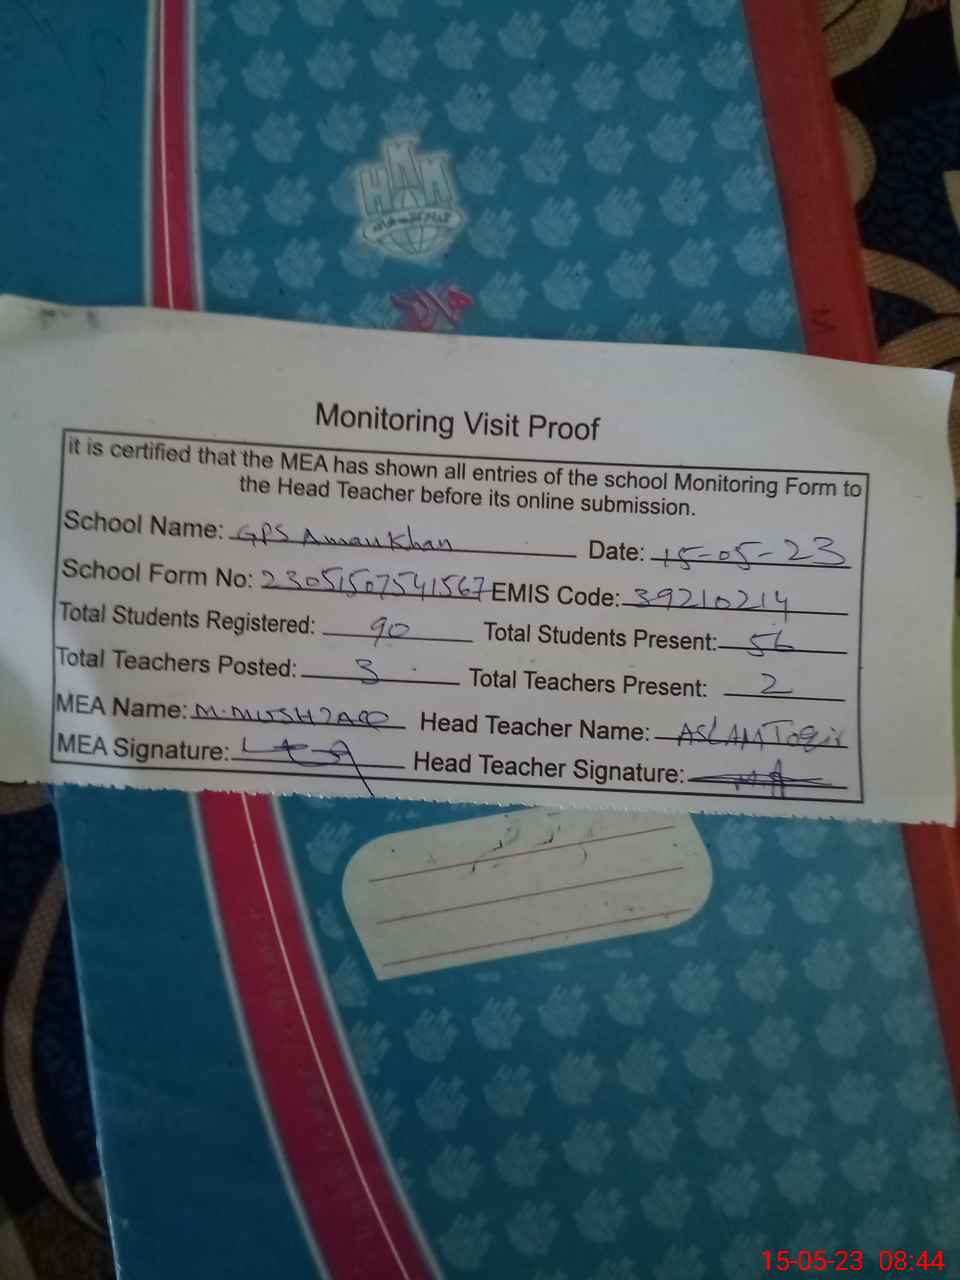 Monitoring Visit Proof
it is certified that the MEA has shown all entries of the school Monitoring Form to
the Head Teacher before its online submission.
School Name: GPS Aman Khan Date: 15-05-23
School Form No: 23051507541567 EMIS Code: 39210214
Total Students Registered: 90 Total Students Present: 56
Total Teachers Posted: 3 Total Teachers Present: 2
MEA Name: M. Head Teacher Name: ASLAM
MEA Signature: Head Teacher Signature:
15-05-23 08:44